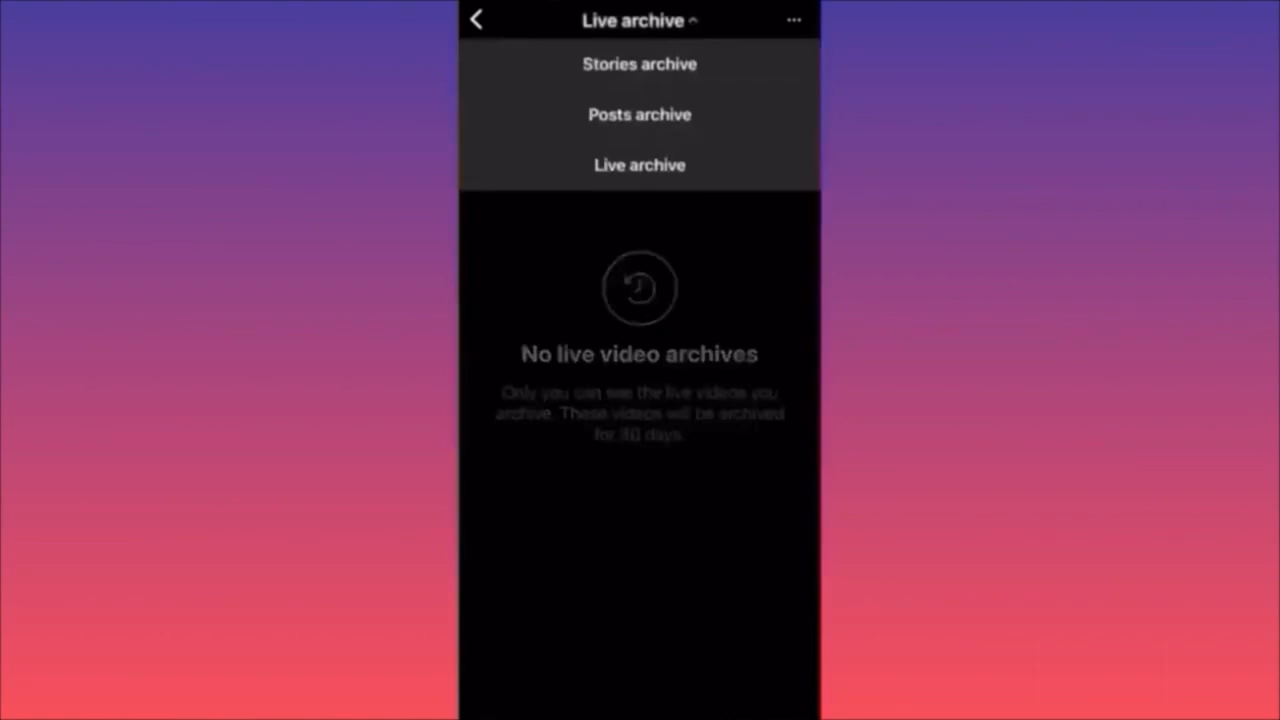 Live archive
Stories archive
Posts archive
Live archive
No live video archives
Only you can see the live videos you
archive. These videos will be archived
for 30 days.